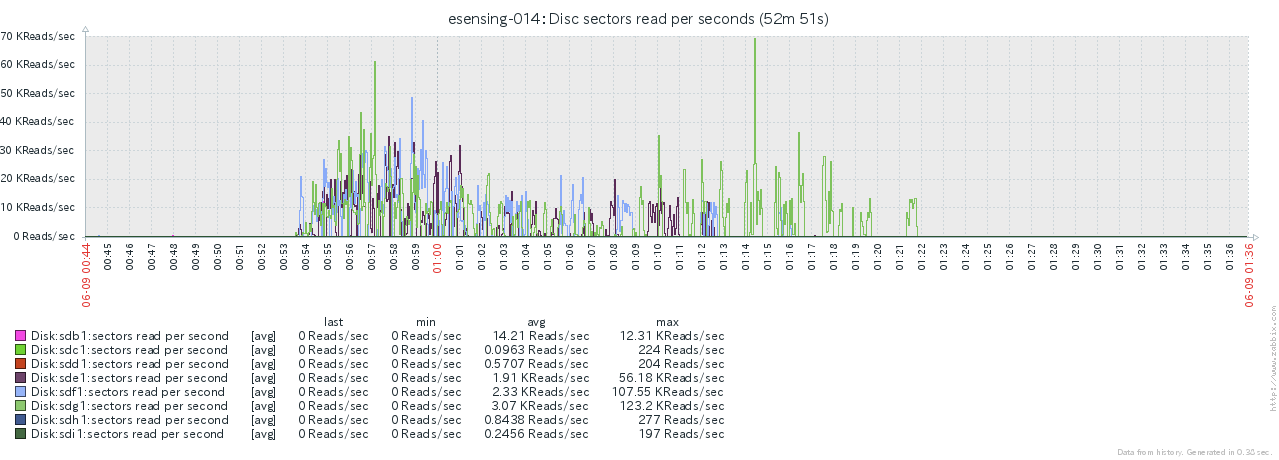 esensing-014: Disc sectors read per seconds (52m 51s)
70 KReads/sec
60 KReads/sec
50 KReads/sec
40 KReads/sec
30 KReads/sec
20 KReads/sec
10 KReads/sec
0 Reads/sec
06-09 00:44 00:45 00:46 00:47 00:48 00:49 00:50 00:51 00:52 00:53 00:54 00:55 00:56 00:57 00:58 00:59 01:00 01:01 01:02 01:03 01:04 01:05 01:06 01:07 01:08 01:09 01:10 01:11 01:12 01:13 01:14 01:15 01:16 01:17 01:18 01:19 01:20 01:21 01:22 01:23 01:24 01:25 01:26 01:27 01:28 01:29 01:30 01:31 01:32 01:33 01:34 01:35 01:36 06-09 01:36
last min avg max
Disk:sdb1:sectors read per second [avg] 0 Reads/sec 0 Reads/sec 14.21 Reads/sec 12.31 KReads/sec
Disk:sdc1:sectors read per second [avg] 0 Reads/sec 0 Reads/sec 0.0963 Reads/sec 224 Reads/sec
Disk:sdd1:sectors read per second [avg] 0 Reads/sec 0 Reads/sec 0.5707 Reads/sec 204 Reads/sec
Disk:sde1:sectors read per second [avg] 0 Reads/sec 0 Reads/sec 1.91 KReads/sec 56.18 KReads/sec
Disk:sdf1:sectors read per second [avg] 0 Reads/sec 0 Reads/sec 2.33 KReads/sec 107.55 KReads/sec
Disk:sdg1:sectors read per second [avg] 0 Reads/sec 0 Reads/sec 3.07 KReads/sec 123.2 KReads/sec
Disk:sdh1:sectors read per second [avg] 0 Reads/sec 0 Reads/sec 0.8438 Reads/sec 277 Reads/sec
Disk:sdi1:sectors read per second [avg] 0 Reads/sec 0 Reads/sec 0.2456 Reads/sec 197 Reads/sec
http://www.zabbix.com
Data from history. Generated in 0.38 sec.